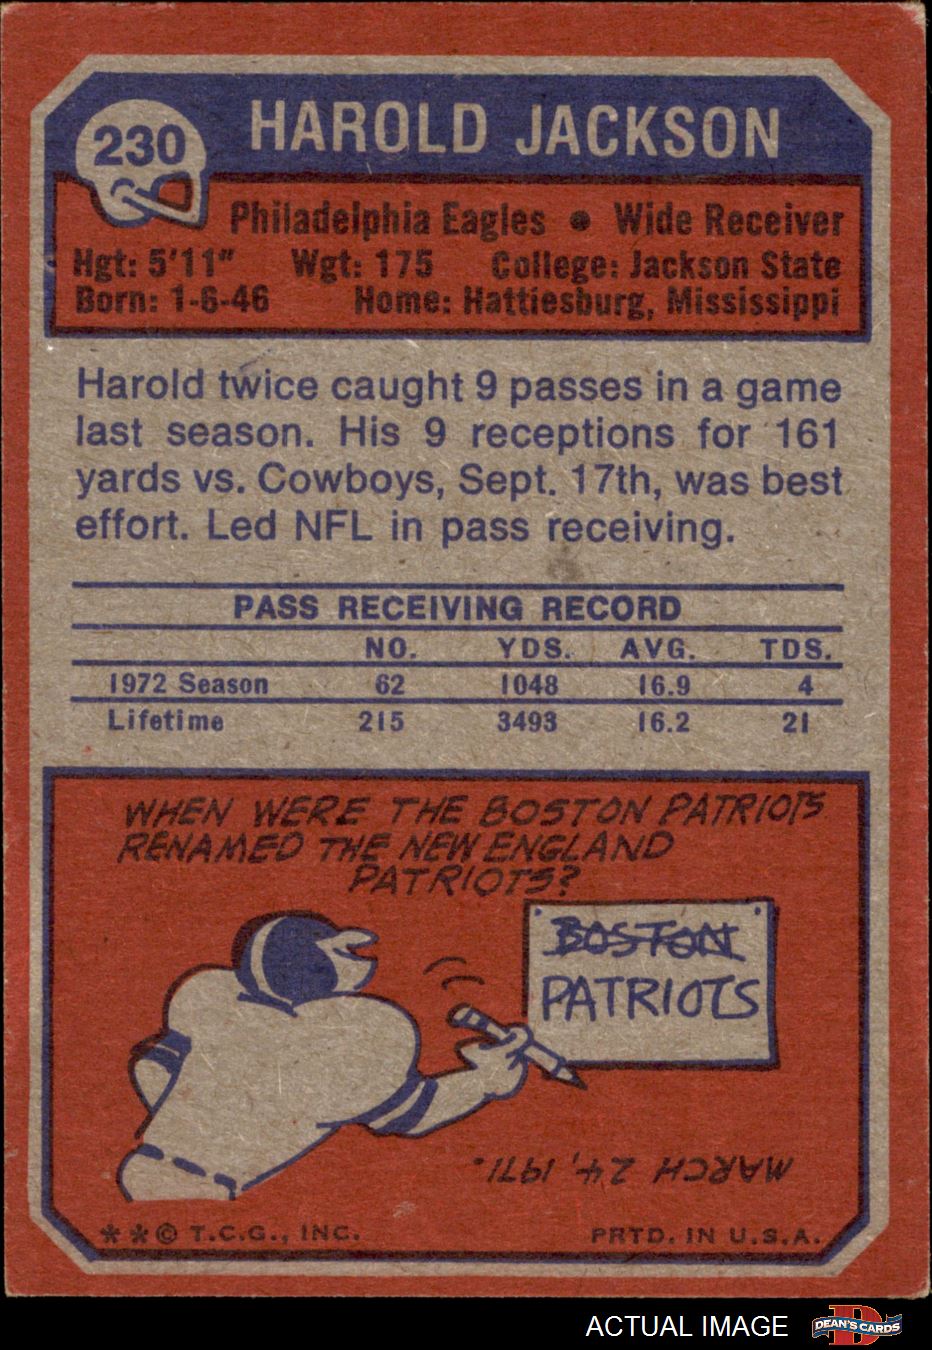 230
HAROLD JACKSON
Philadelphia Eagles • Wide Receiver
Hgt: 5'11" Wgt: 175 College: Jackson State
Born: 1-6-46 Home: Hattiesburg, Mississippi
Harold twice caught 9 passes in a game
last season. His 9 receptions for 161
yards vs. Cowboys, Sept. 17th, was best
effort. Led NFL in pass receiving.
PASS RECEIVING RECORD
NO. YDS. AVG. TDS.
1972 Season 62 1048 16.9 4
Lifetime 215 3493 16.2 21
WHEN WERE THE BOSTON PATRIOTS
RENAMED THE NEW ENGLAND
PATRIOTS?
BOSTON
PATRIOTS
MARCH 24, 1971.
**© T.C.G., INC. PRTD. IN U.S.A.
ACTUAL IMAGE
DEAN'S CARDS